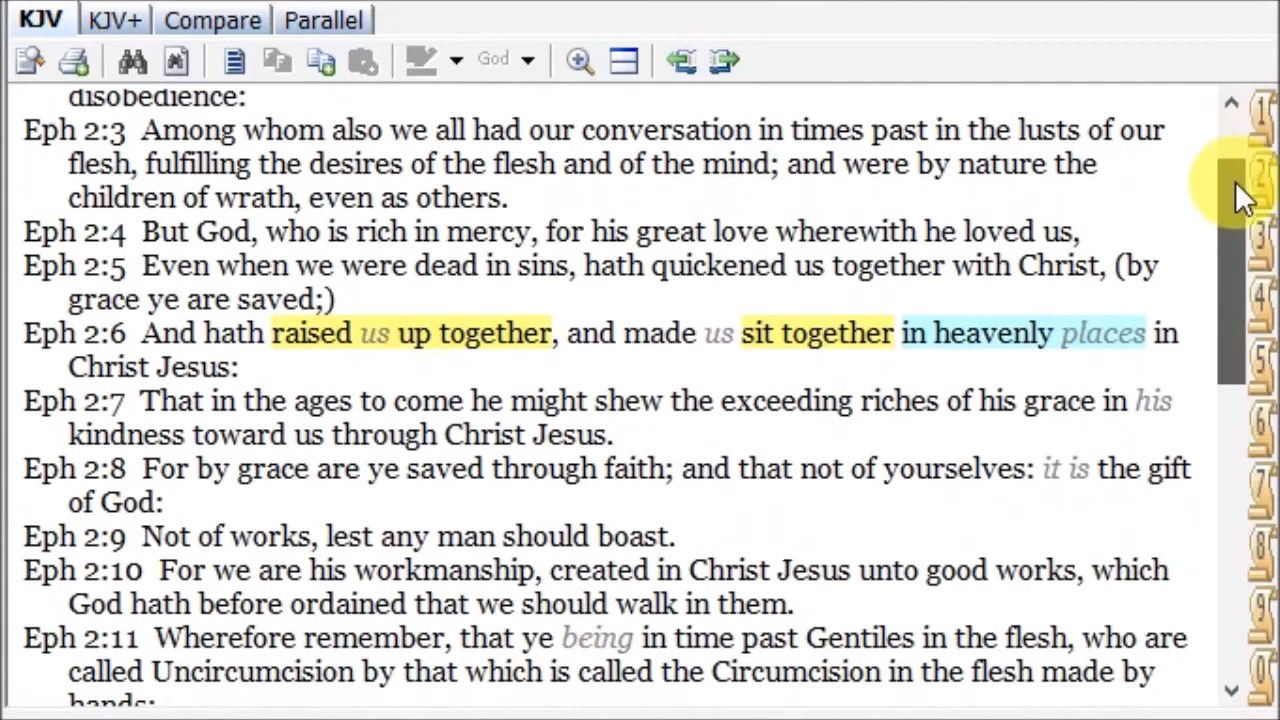 KJV KJV+ Compare Parallel
God
disobedience:
Eph 2:3 Among whom also we all had our conversation in times past in the lusts of our
flesh, fulfilling the desires of the flesh and of the mind; and were by nature the
children of wrath, even as others.
Eph 2:4 But God, who is rich in mercy, for his great love wherewith he loved us,
Eph 2:5 Even when we were dead in sins, hath quickened us together with Christ, (by
grace ye are saved;)
Eph 2:6 And hath raised us up together, and made us sit together in heavenly places in
Christ Jesus:
Eph 2:7 That in the ages to come he might shew the exceeding riches of his grace in his
kindness toward us through Christ Jesus.
Eph 2:8 For by grace are ye saved through faith; and that not of yourselves: it is the gift
of God:
Eph 2:9 Not of works, lest any man should boast.
Eph 2:10 For we are his workmanship, created in Christ Jesus unto good works, which
God hath before ordained that we should walk in them.
Eph 2:11 Wherefore remember, that ye being in time past Gentiles in the flesh, who are
called Uncircumcision by that which is called the Circumcision in the flesh made by
hands;
1
2
3
4
5
6
7
8
9
0